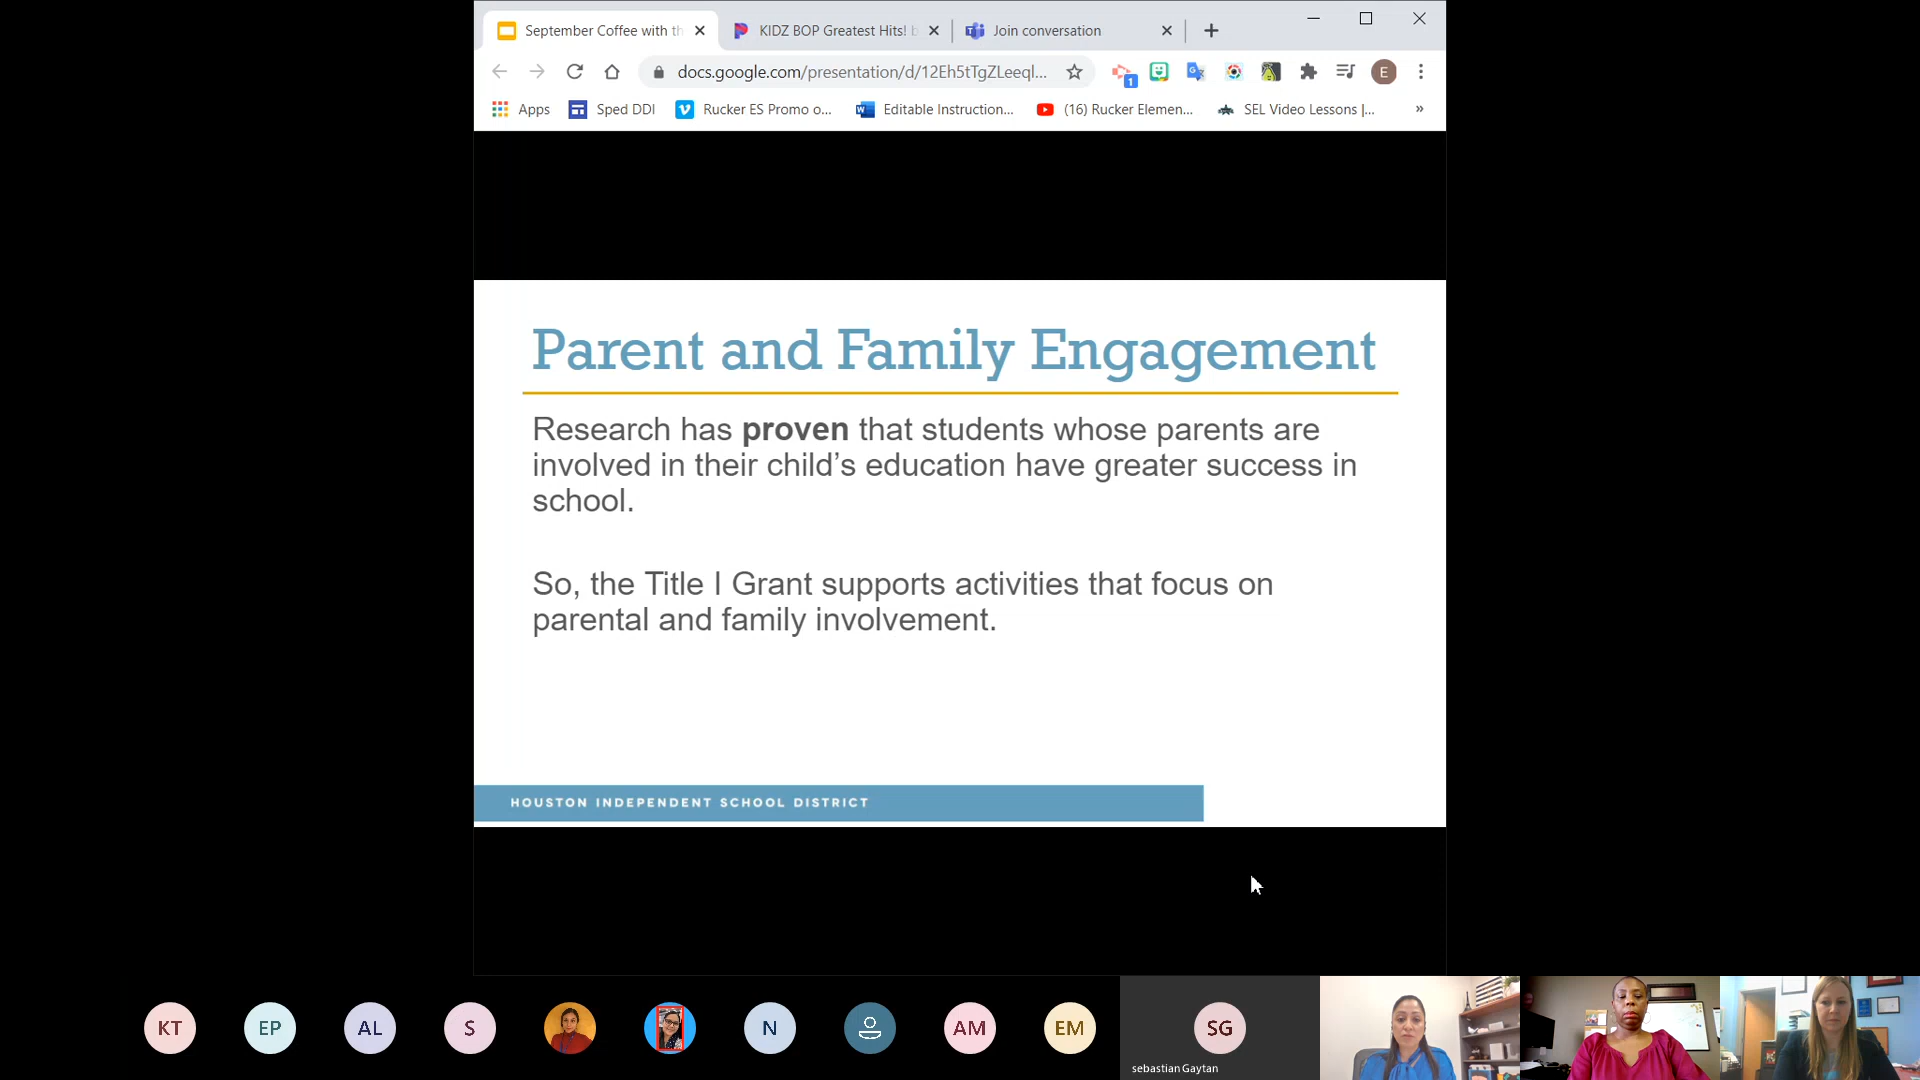 September Coffee with th
KIDZ BOP Greatest Hits! b
Join conversation
docs.google.com/presentation/d/12Eh5tTgZLeeql...
1
E
Apps
Sped DDI
Rucker ES Promo o...
Editable Instruction...
(16) Rucker Elemen...
SEL Video Lessons |...
»
Parent and Family Engagement
Research has proven that students whose parents are
involved in their child’s education have greater success in
school.
So, the Title I Grant supports activities that focus on
parental and family involvement.
HOUSTON INDEPENDENT SCHOOL DISTRICT
KT
EP
AL
S
N
AM
EM
SG
sebastian Gaytan